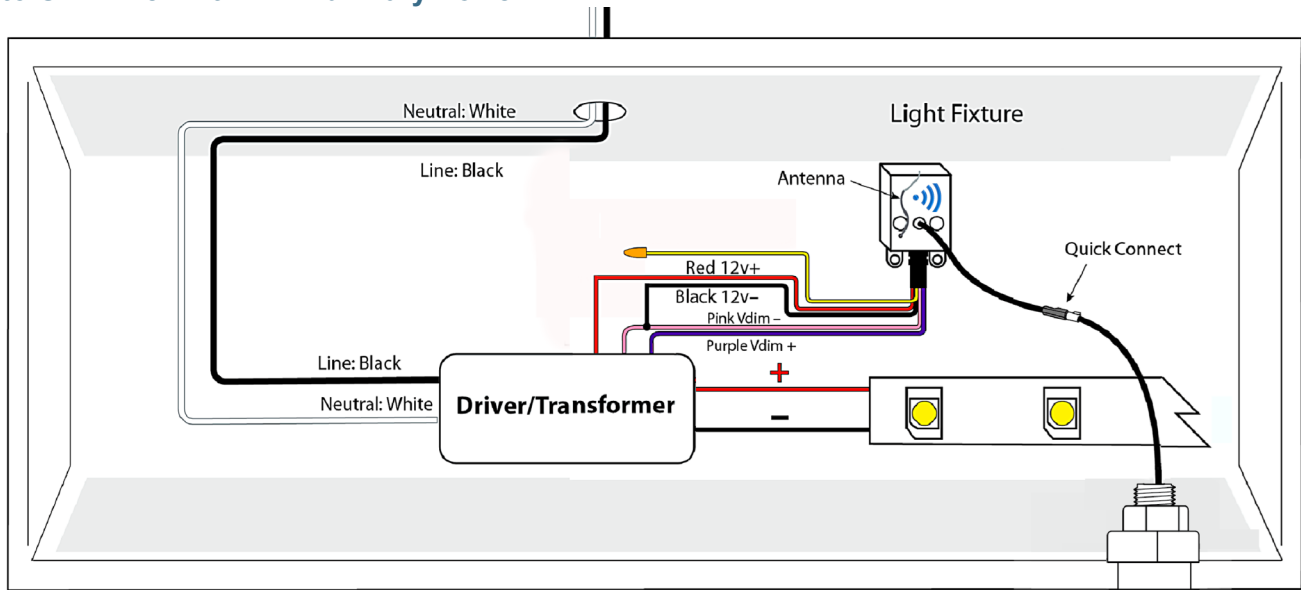 Neutral: White
Light Fixture
Line: Black
Antenna
Quick Connect
Red 12v+
Black 12v–
Pink Vdim –
Purple Vdim +
Line: Black
+
Neutral: White
Driver/Transformer
–